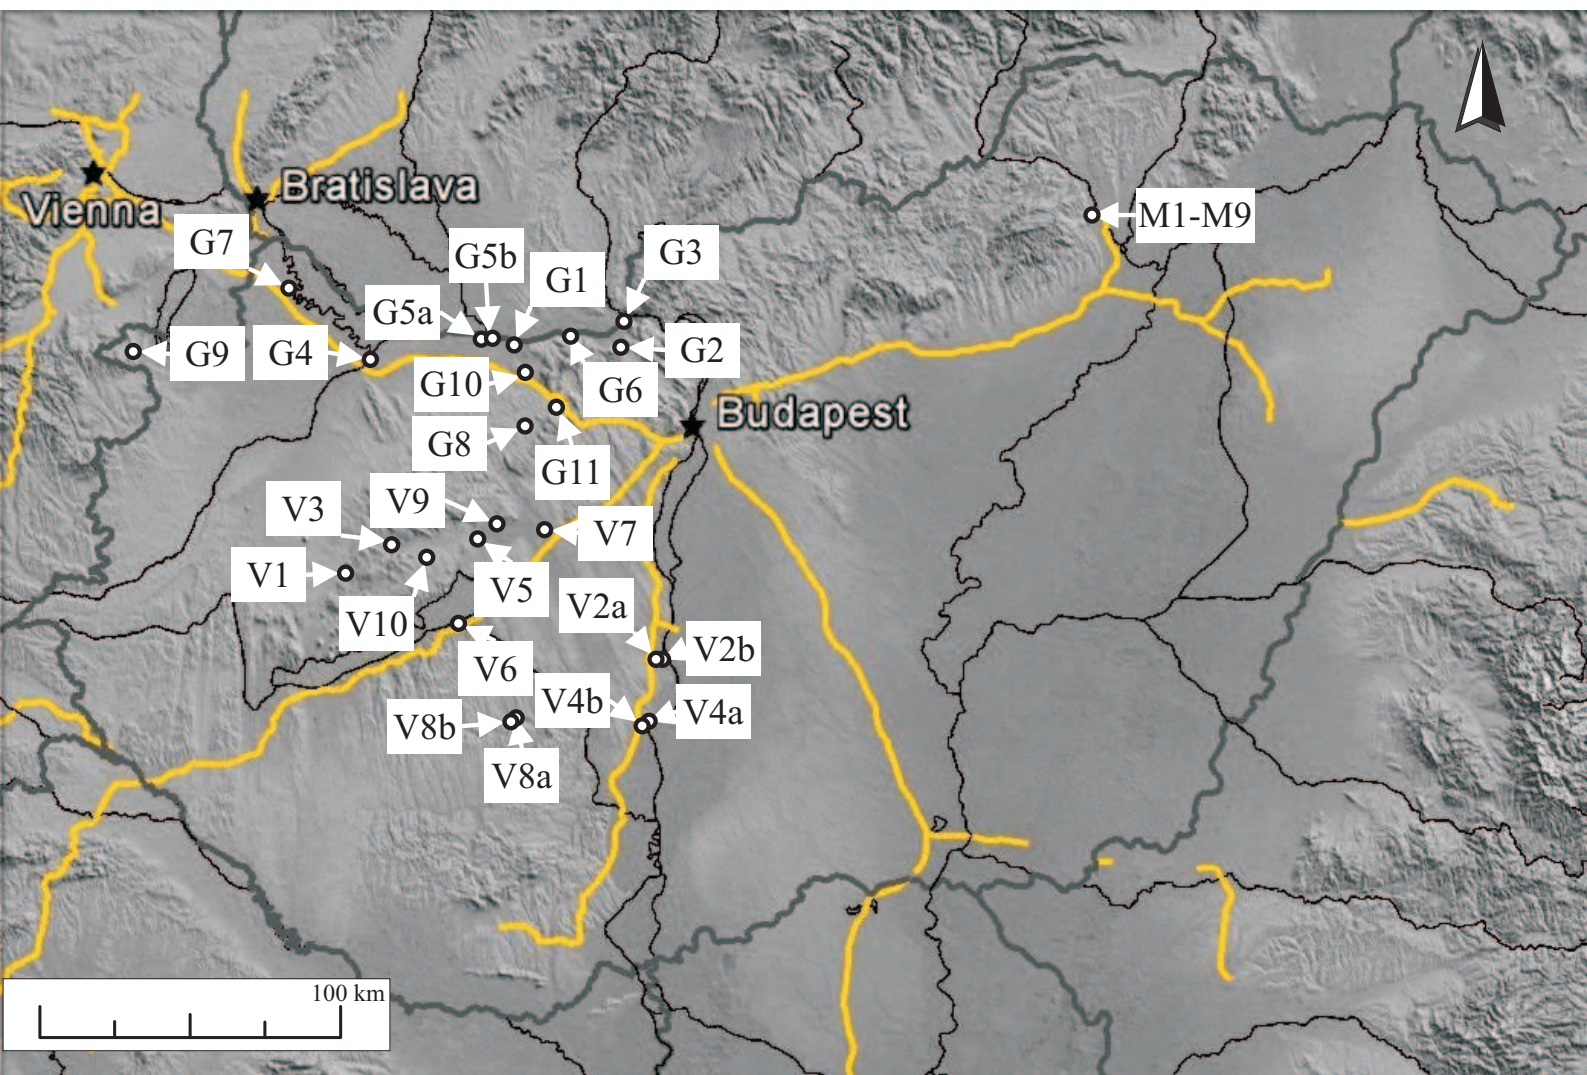 Bratislava
Vienna
M1-M9
G7
G5b
G3
G1
G5a
G9
G4
G2
G10
G6
Budapest
G8
G11
V9
V3
V7
V1
V5
V2a
V10
V2b
V6
V4b
V4a
V8b
V8a
100 km